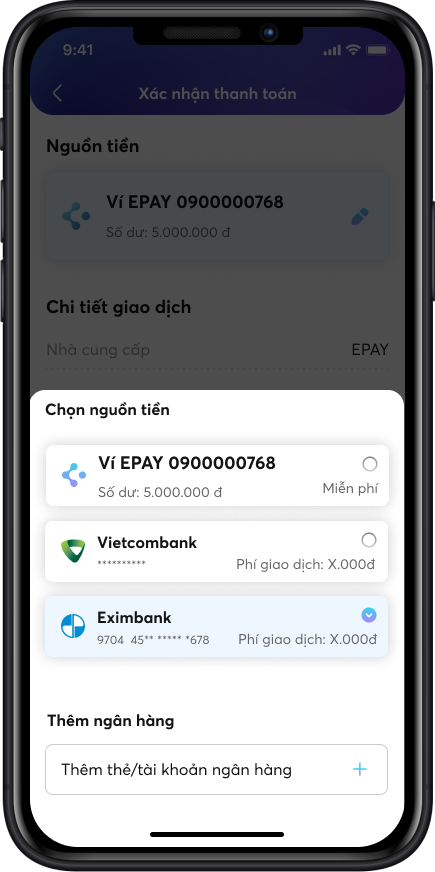 9:41
Xác nhận thanh toán
Nguồn tiền
Ví EPAY 0900000768
Số dư: 5.000.000 đ
Chi tiết giao dịch
Nhà cung cấp EPAY
Chọn nguồn tiền
Ví EPAY 0900000768
Số dư: 5.000.000 đ Miễn phí
Vietcombank
********** Phí giao dịch: X.000đ
Eximbank
9704 45** ***** *678 Phí giao dịch: X.000đ
Thêm ngân hàng
Thêm thẻ/tài khoản ngân hàng